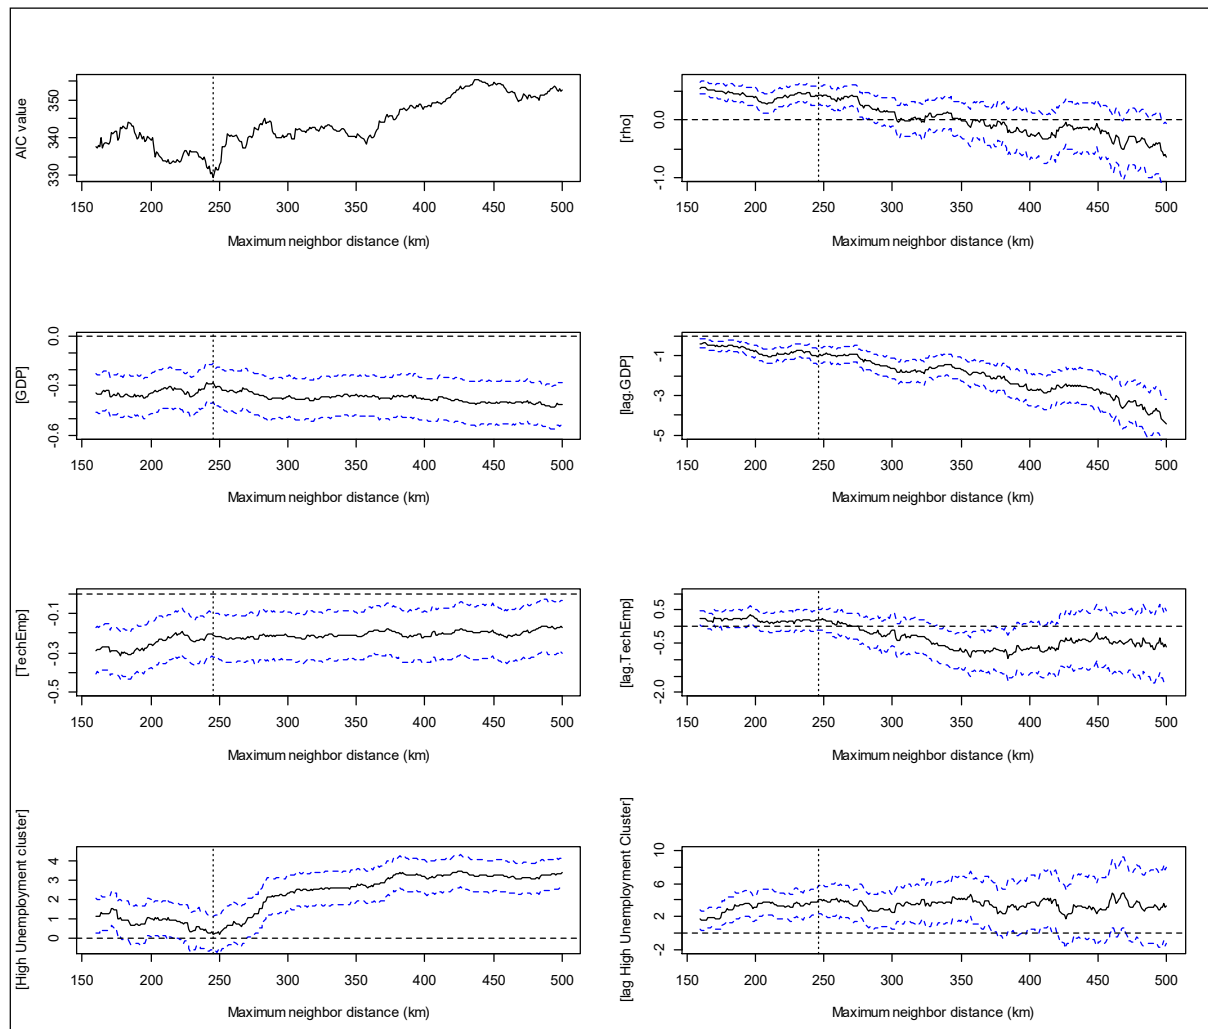 AIC value
330 340 350
150 200 250 300 350 400 450 500
Maximum neighbor distance (km)
[rho]
-1.0 0.0
150 200 250 300 350 400 450 500
Maximum neighbor distance (km)
[GDP]
-0.6 -0.3 0.0
150 200 250 300 350 400 450 500
Maximum neighbor distance (km)
[lag.GDP]
-5 -3 -1
150 200 250 300 350 400 450 500
Maximum neighbor distance (km)
[TechEmp]
-0.5 -0.3 -0.1
150 200 250 300 350 400 450 500
Maximum neighbor distance (km)
[lag.TechEmp]
-2.0 -0.5 0.5
150 200 250 300 350 400 450 500
Maximum neighbor distance (km)
[High Unemployment cluster]
0 1 2 3 4
150 200 250 300 350 400 450 500
Maximum neighbor distance (km)
[lag High Unemployment Cluster]
-2 2 6 10
150 200 250 300 350 400 450 500
Maximum neighbor distance (km)